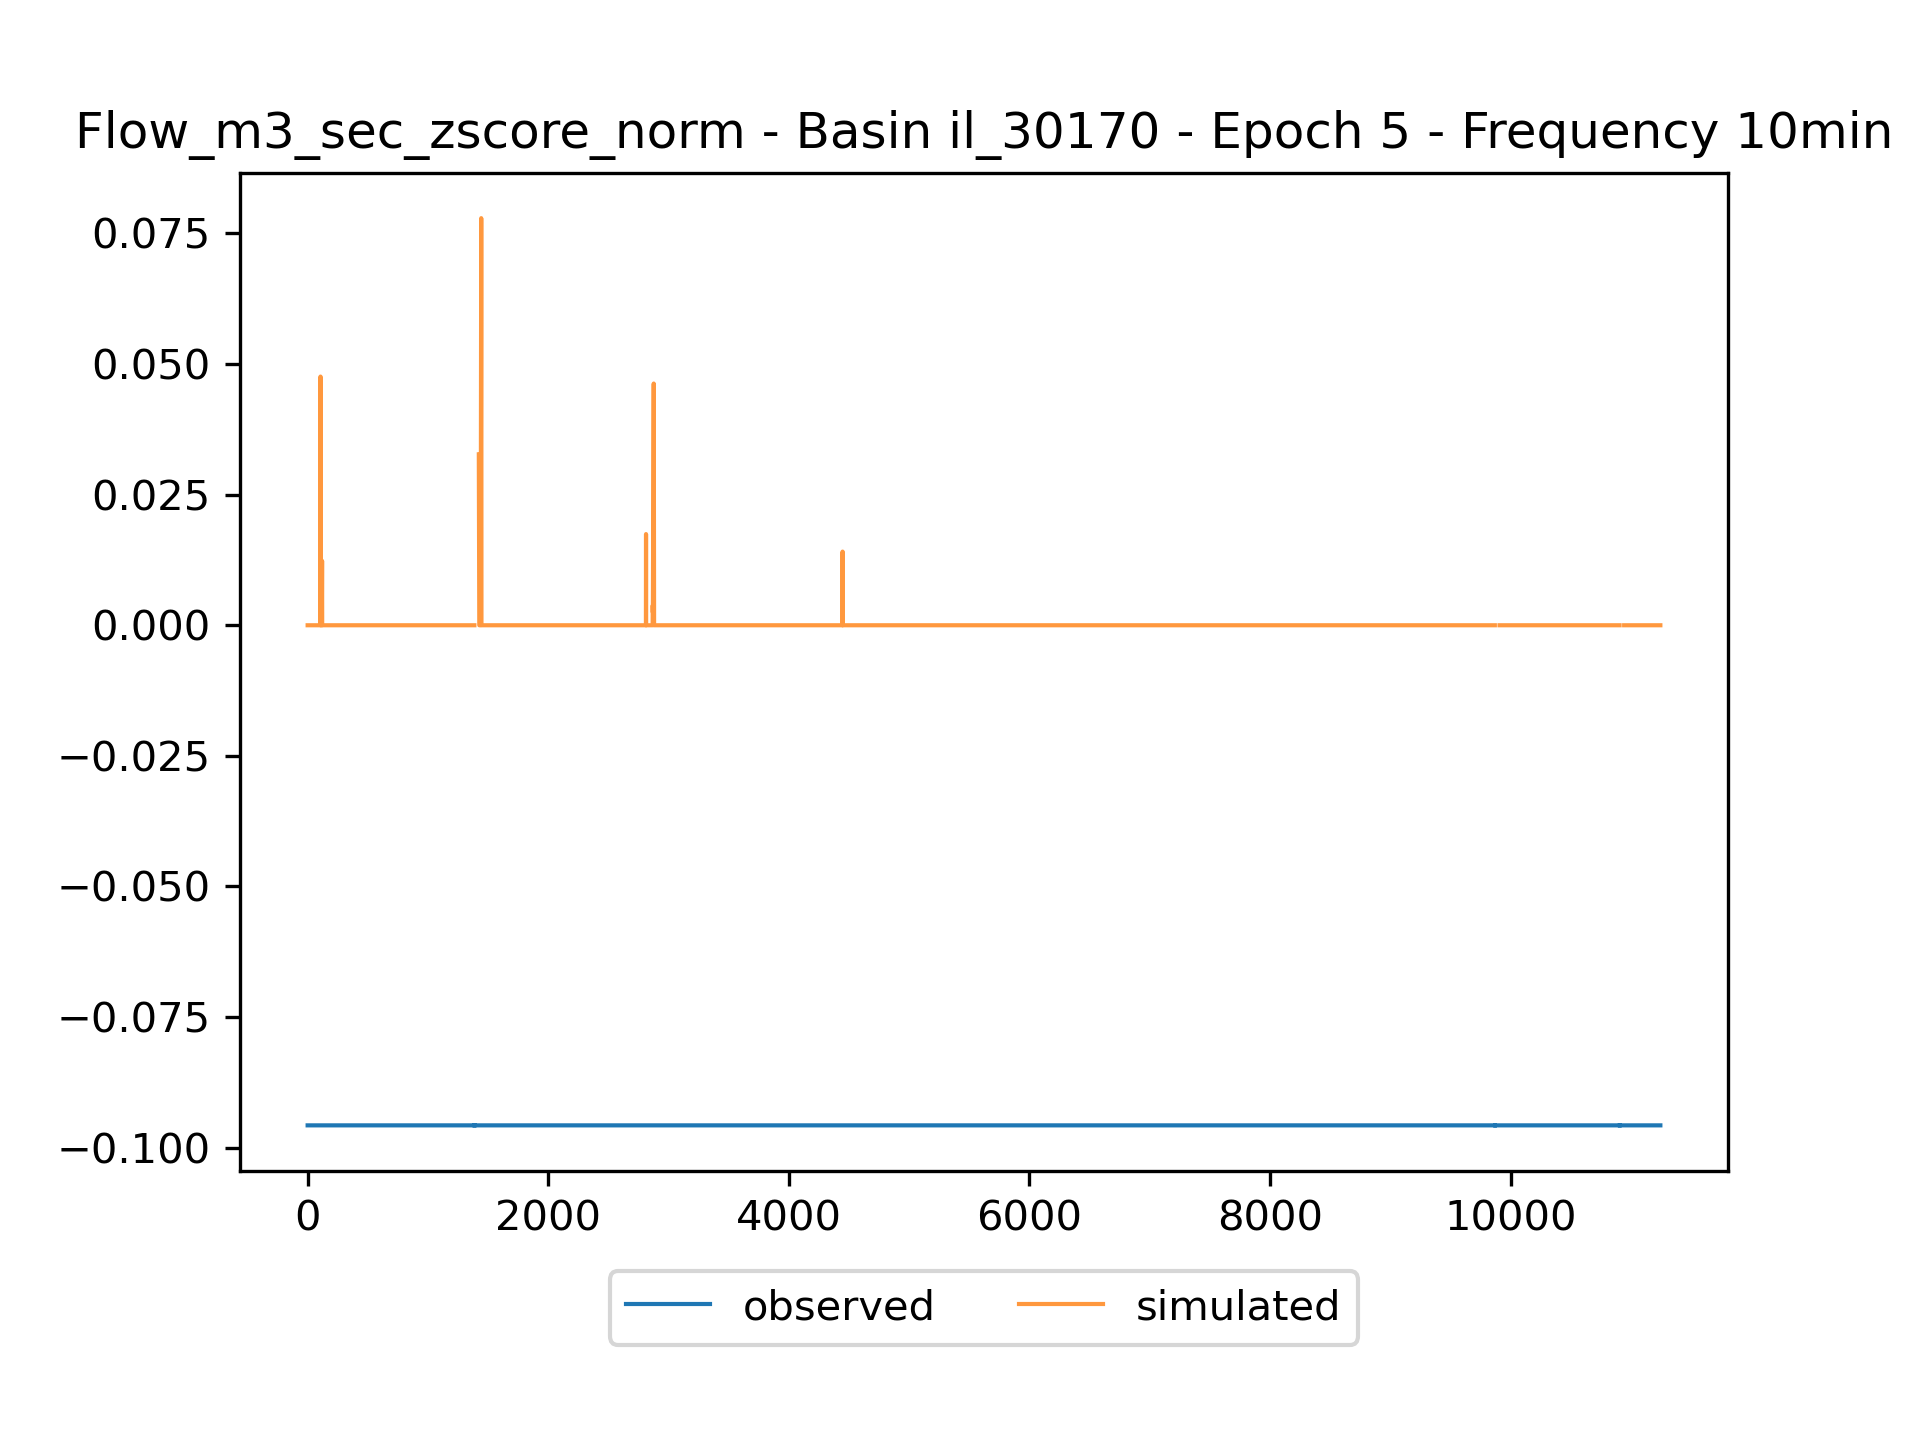 Flow_m3_sec_zscore_norm - Basin il_30170 - Epoch 5 - Frequency 10min
0.075
0.050
0.025
0.000
−0.025
−0.050
−0.075
−0.100
0 2000 4000 6000 8000 10000
observed simulated